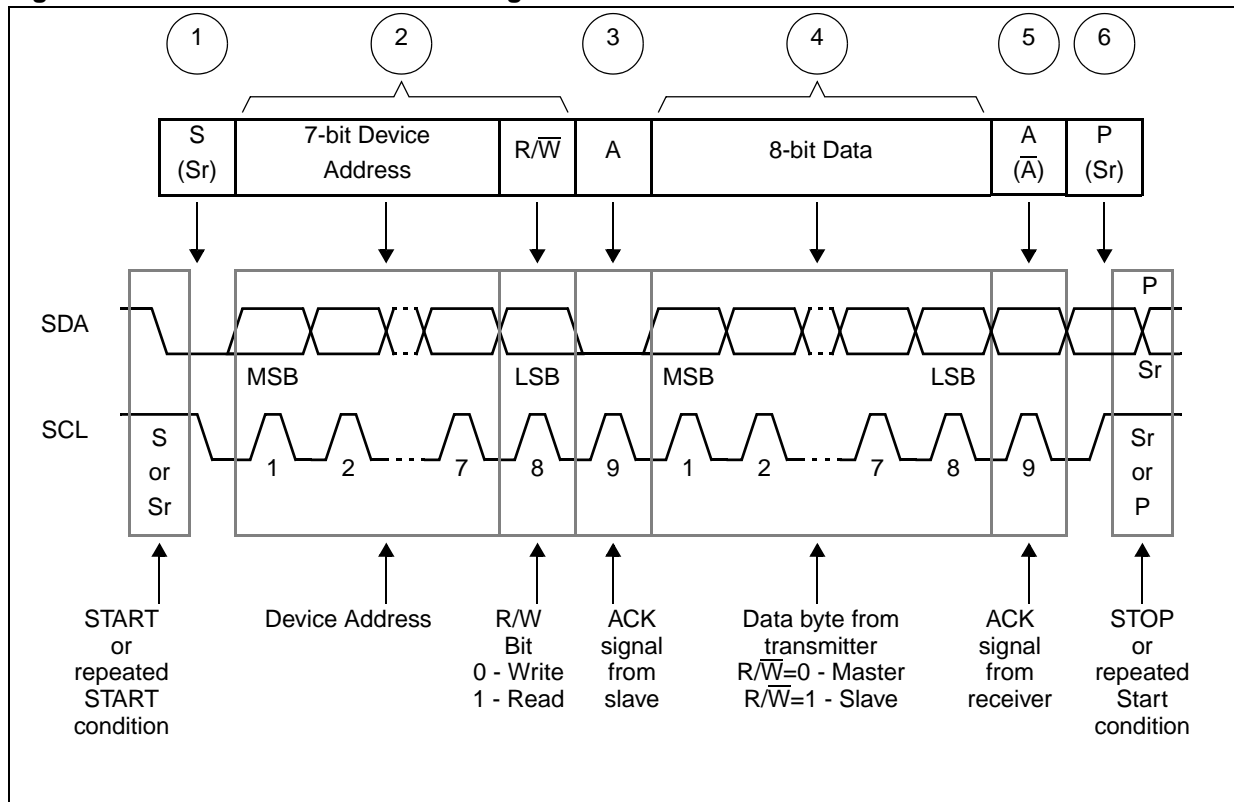 1 2 3 4 5 6
S 7-bit Device R/W̅ A 8-bit Data A P
(Sr) Address (A̅) (Sr)
P
SDA
MSB LSB MSB LSB Sr
SCL
S Sr
1 2 7 8 9 1 2 7 8 9
or or
Sr P
START Device Address R/W ACK Data byte from ACK STOP
or Bit signal transmitter signal or
repeated 0 - Write from R/W̅=0 - Master from repeated
START 1 - Read slave R/W̅=1 - Slave receiver Start
condition condition